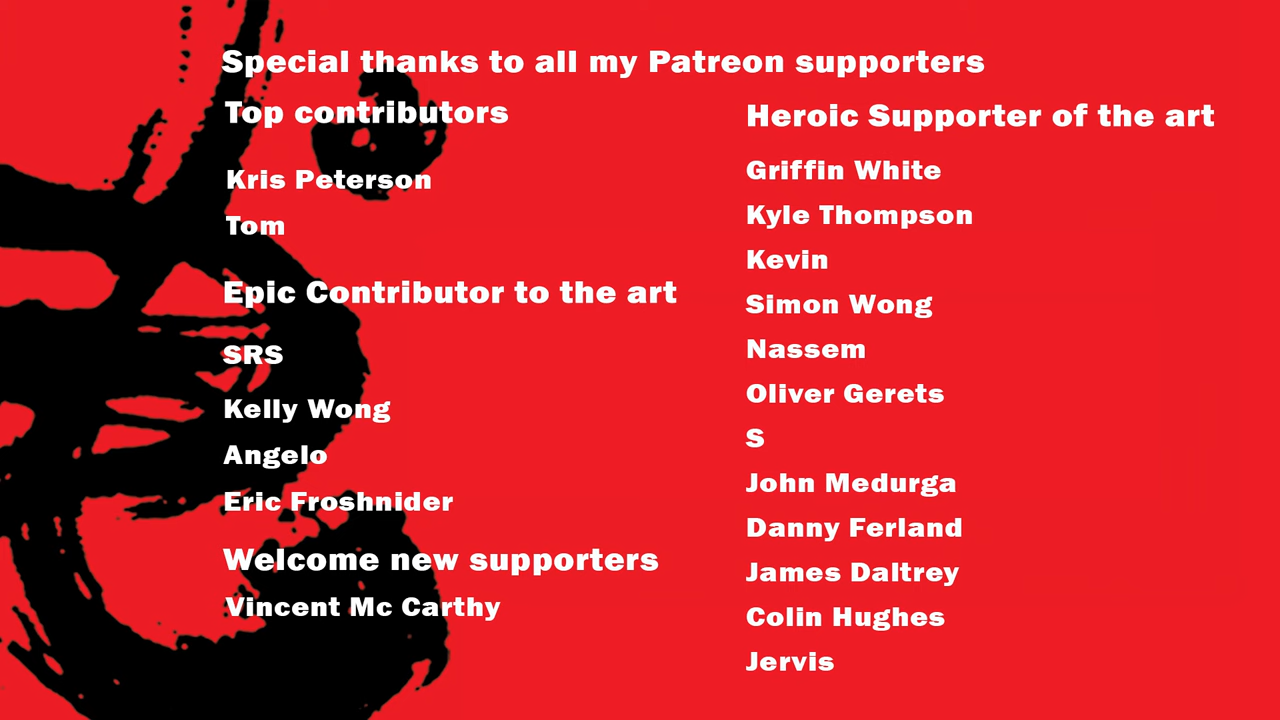 Special thanks to all my Patreon supporters
Top contributors
Kris Peterson
Tom
Epic Contributor to the art
SRS
Kelly Wong
Angelo
Eric Froshnider
Welcome new supporters
Vincent Mc Carthy
Heroic Supporter of the art
Griffin White
Kyle Thompson
Kevin
Simon Wong
Nassem
Oliver Gerets
S
John Medurga
Danny Ferland
James Daltrey
Colin Hughes
Jervis